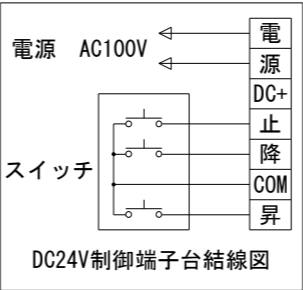 電源 AC100V
電
源
DC+
止
降
COM
昇
スイッチ
DC24V制御端子台結線図